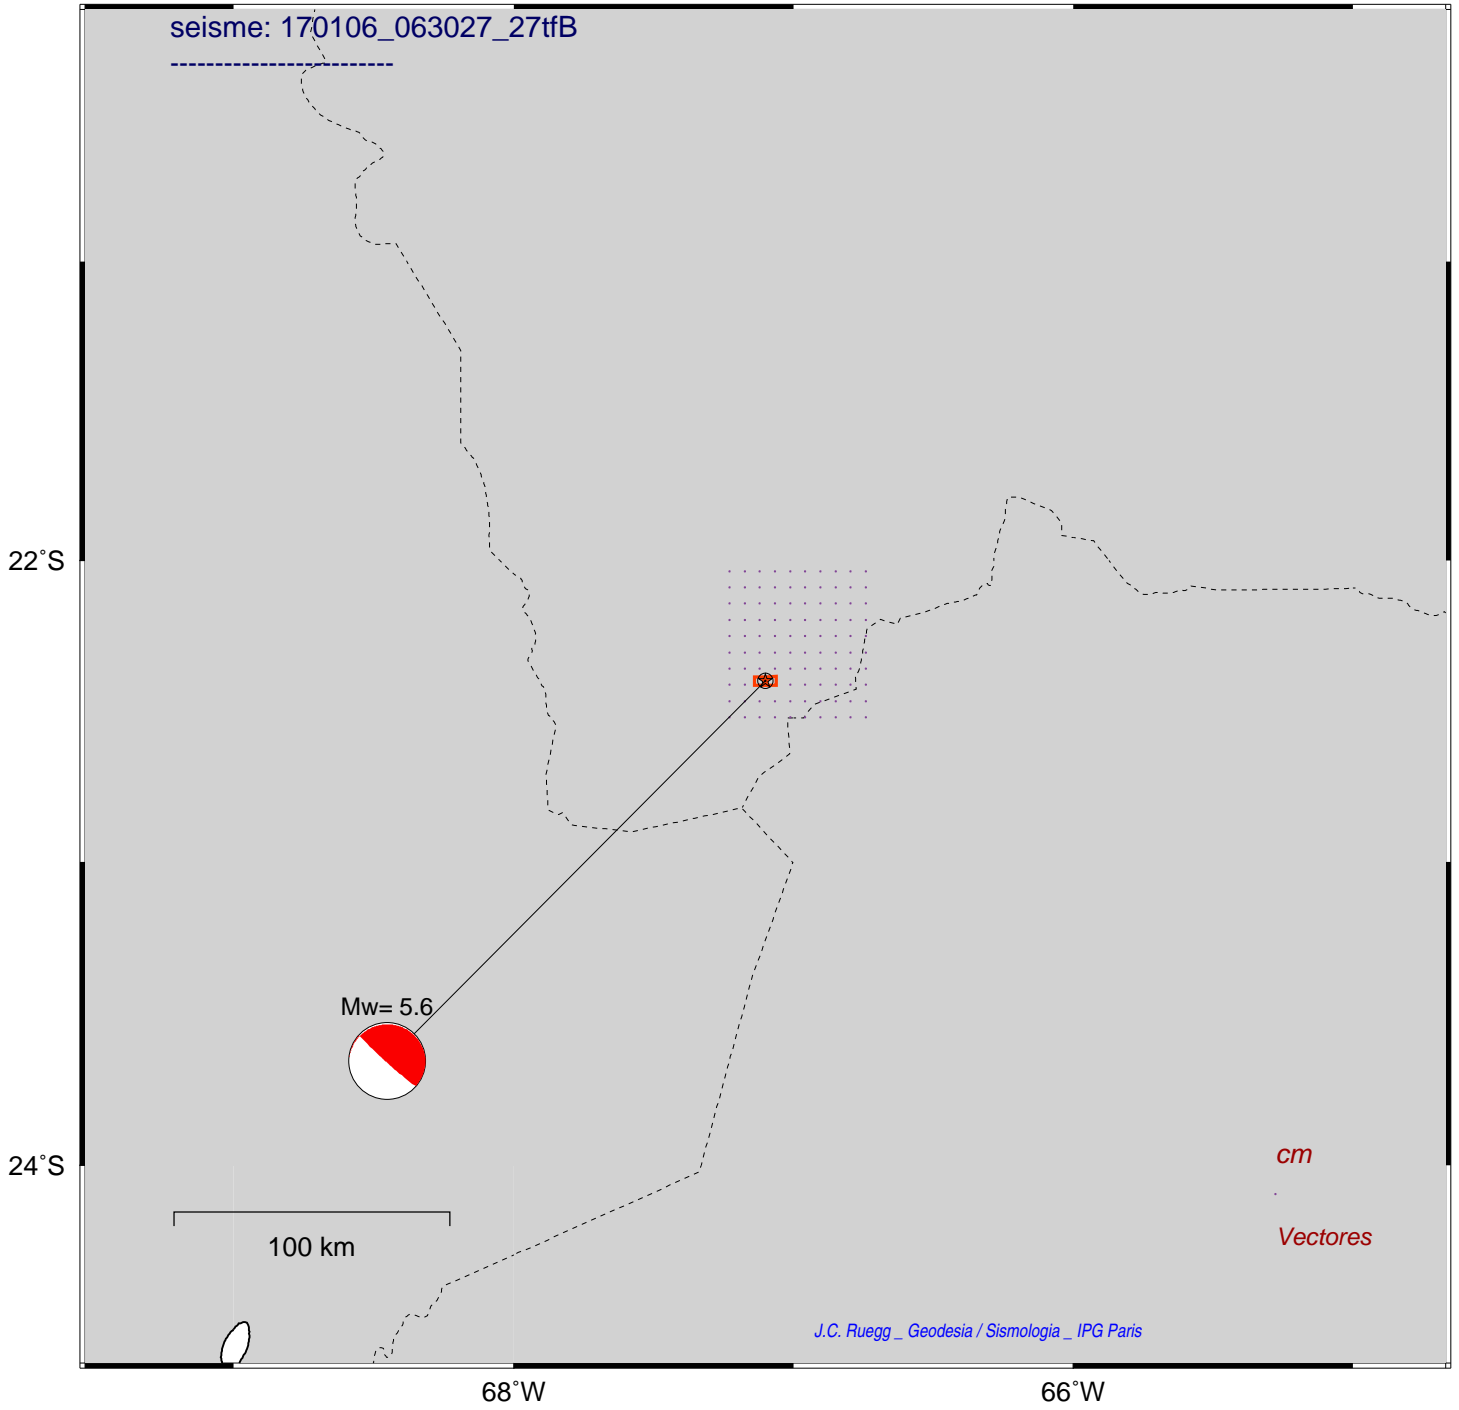 seisme: 170106_063027_27tfB
------------------------
22°S
Mw= 5.6
24°S
cm
100 km
Vectores
J.C. Ruegg _ Geodesia / Sismologia _ IPG Paris
68°W
66°W